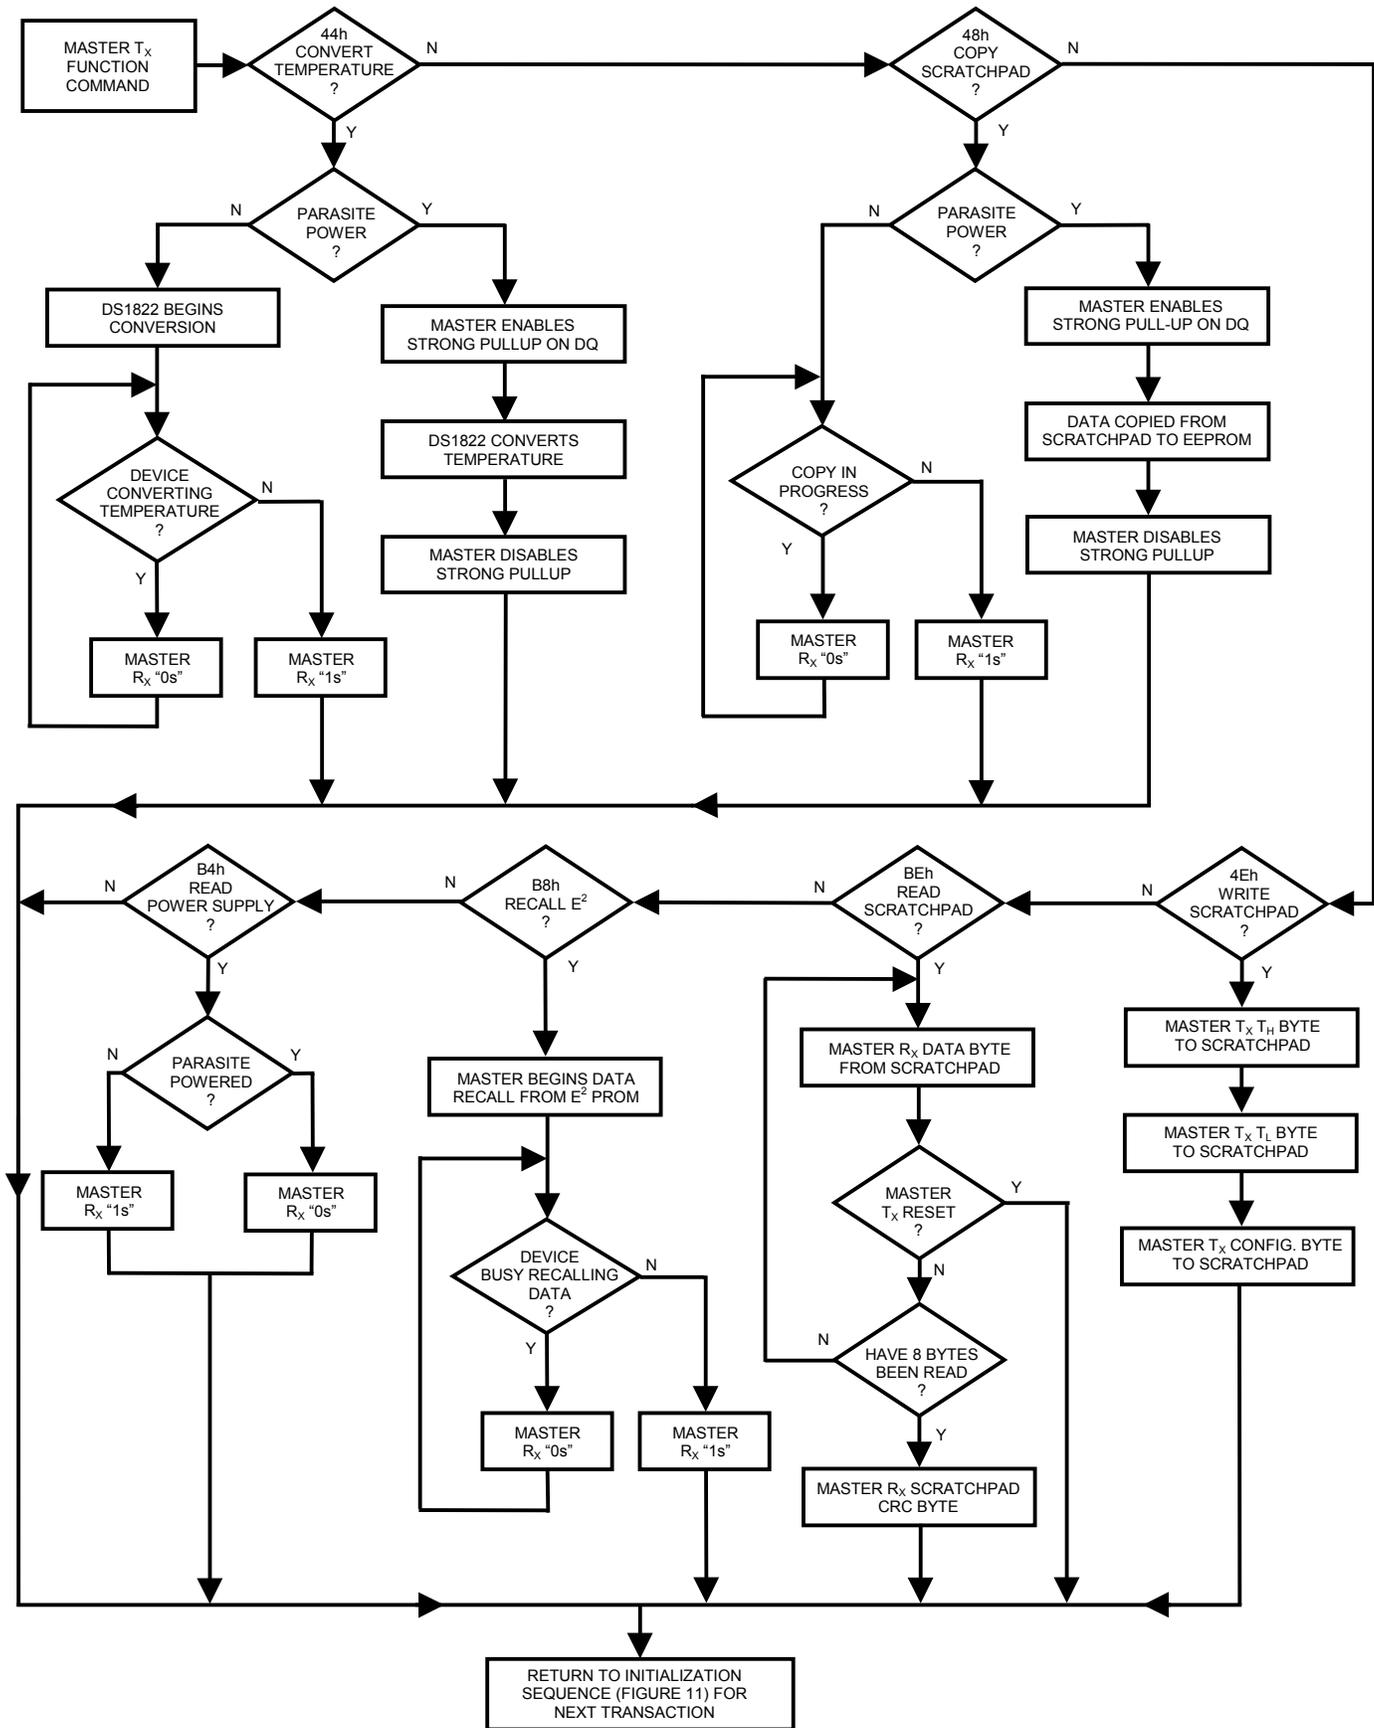 MASTER TX
FUNCTION
COMMAND
44h
CONVERT
TEMPERATURE
?
N
Y
48h
COPY
SCRATCHPAD
?
N
Y
PARASITE
POWER
?
N
Y
DS1822 BEGINS
CONVERSION
MASTER ENABLES
STRONG PULLUP ON DQ
DEVICE
CONVERTING
TEMPERATURE
?
N
Y
DS1822 CONVERTS
TEMPERATURE
MASTER DISABLES
STRONG PULLUP
MASTER
RX “0s”
MASTER
RX “1s”
PARASITE
POWER
?
N
Y
MASTER ENABLES
STRONG PULL-UP ON DQ
DATA COPIED FROM
SCRATCHPAD TO EEPROM
COPY IN
PROGRESS
?
N
Y
MASTER DISABLES
STRONG PULLUP
MASTER
RX “0s”
MASTER
RX “1s”
B4h
READ
POWER SUPPLY
?
N
Y
B8h
RECALL E²
?
N
Y
BEh
READ
SCRATCHPAD
?
N
Y
4Eh
WRITE
SCRATCHPAD
?
N
Y
PARASITE
POWERED
?
N
Y
MASTER
RX “1s”
MASTER
RX “0s”
MASTER BEGINS DATA
RECALL FROM E² PROM
DEVICE
BUSY RECALLING
DATA
?
N
Y
MASTER
RX “0s”
MASTER
RX “1s”
MASTER RX DATA BYTE
FROM SCRATCHPAD
MASTER
TX RESET
?
Y
N
HAVE 8 BYTES
BEEN READ
?
N
Y
MASTER RX SCRATCHPAD
CRC BYTE
MASTER TX TH BYTE
TO SCRATCHPAD
MASTER TX TL BYTE
TO SCRATCHPAD
MASTER TX CONFIG. BYTE
TO SCRATCHPAD
RETURN TO INITIALIZATION
SEQUENCE (FIGURE 11) FOR
NEXT TRANSACTION